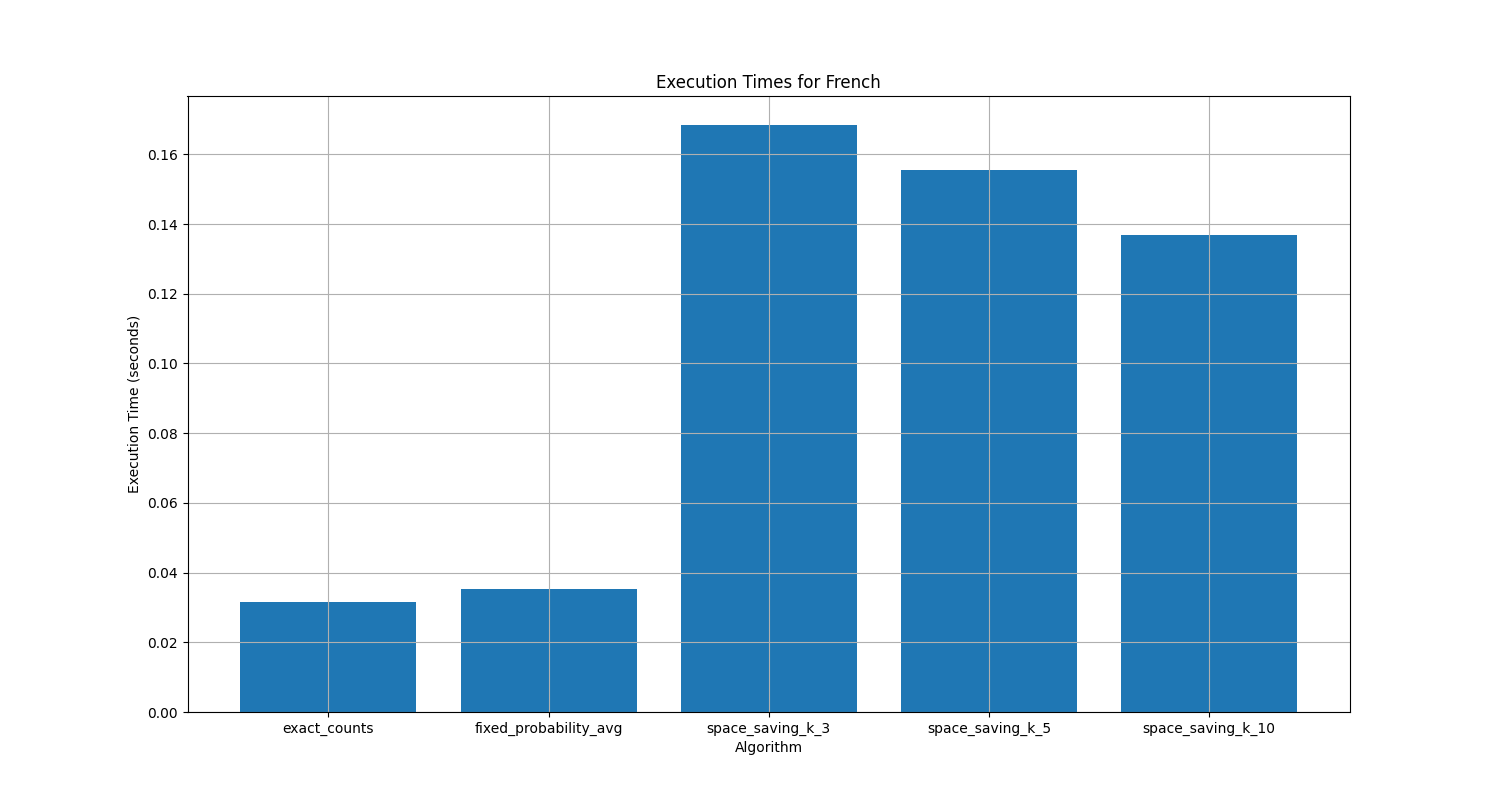 Execution Times for French
Execution Time (seconds)
0.16
0.14
0.12
0.10
0.08
0.06
0.04
0.02
0.00
exact_counts fixed_probability_avg space_saving_k_3 space_saving_k_5 space_saving_k_10
Algorithm